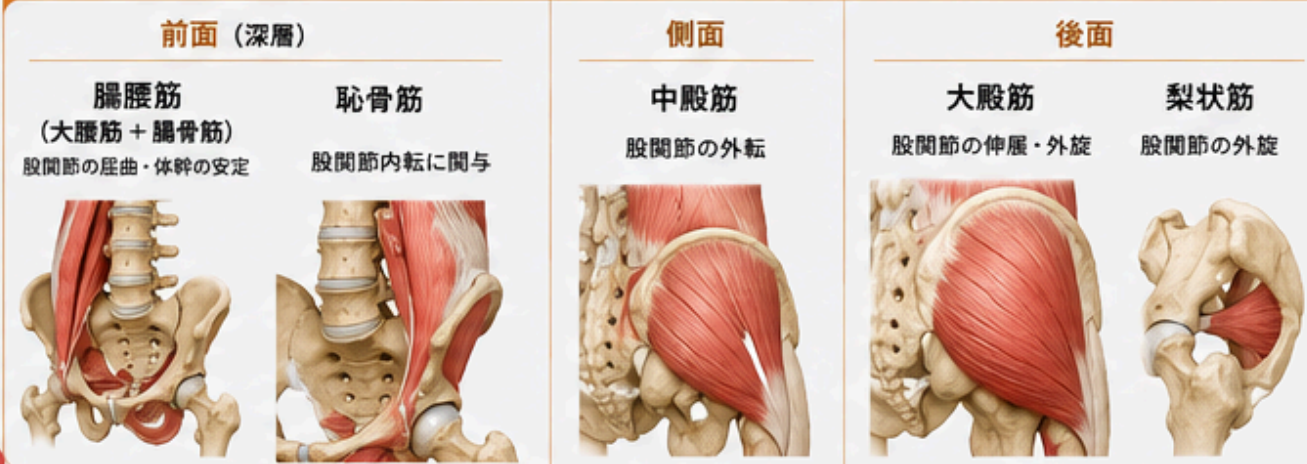 前面（深層）
腸腰筋
（大腰筋＋腸骨筋）
股関節の屈曲・体幹の安定
恥骨筋
股関節内転に関与
側面
中殿筋
股関節の外転
後面
大殿筋
股関節の伸展・外旋
梨状筋
股関節の外旋